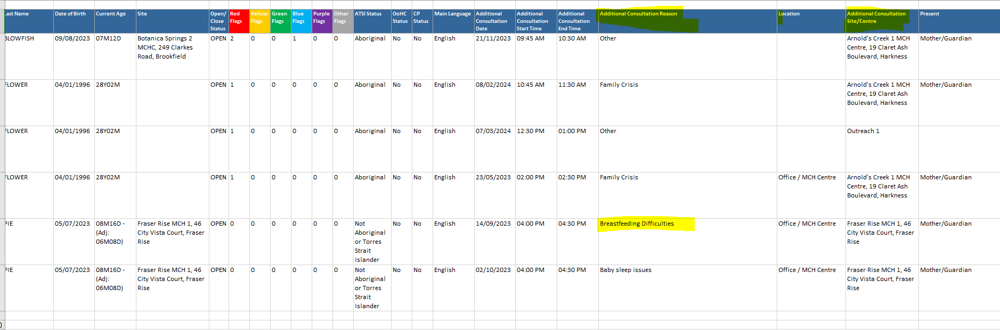 Last Name Date of Birth Current Age Site Open/ Close Status Red Flags Yellow Flags Green Flags Blue Flags Purple Flags Other Flags ATSI Status OoHC Status CP Status Main Language Additional Consultation Date Additional Consultation Start Time Additional Consultation End Time Additional Consultation Reason Location Additional Consultation Site/Centre Present
BLOWFISH 09/08/2023 07M12D Botanica Springs 2 MCHC, 249 Clarkes Road, Brookfield OPEN 2 0 0 1 0 0 Aboriginal No No English 21/11/2023 09:45 AM 10:30 AM Other Arnold's Creek 1 MCH Centre, 19 Claret Ash Boulevard, Harkness Mother/Guardian
FLOWER 04/01/1996 28Y02M OPEN 1 0 0 0 0 0 Aboriginal No No English 08/02/2024 10:45 AM 11:30 AM Family Crisis Arnold's Creek 1 MCH Centre, 19 Claret Ash Boulevard, Harkness Mother/Guardian
FLOWER 04/01/1996 28Y02M OPEN 1 0 0 0 0 0 Aboriginal No No English 07/03/2024 12:30 PM 01:00 PM Other Outreach 1
FLOWER 04/01/1996 28Y02M OPEN 1 0 0 0 0 0 Aboriginal No No English 23/05/2023 02:00 PM 02:30 PM Family Crisis Office / MCH Centre Arnold's Creek 1 MCH Centre, 19 Claret Ash Boulevard, Harkness Mother/Guardian
PIE 05/07/2023 08M16D - (Adj: 06M08D) Fraser Rise MCH 1, 46 City Vista Court, Fraser Rise OPEN 0 0 0 0 0 0 Not Aboriginal or Torres Strait Islander No No English 14/09/2023 04:00 PM 04:30 PM Breastfeeding Difficulties Office / MCH Centre Fraser Rise MCH 1, 46 City Vista Court, Fraser Rise Mother/Guardian
PIE 05/07/2023 08M16D - (Adj: 06M08D) Fraser Rise MCH 1, 46 City Vista Court, Fraser Rise OPEN 0 0 0 0 0 0 Not Aboriginal or Torres Strait Islander No No English 02/10/2023 04:00 PM 04:30 PM Baby sleep issues Office / MCH Centre Fraser Rise MCH 1, 46 City Vista Court, Fraser Rise Mother/Guardian